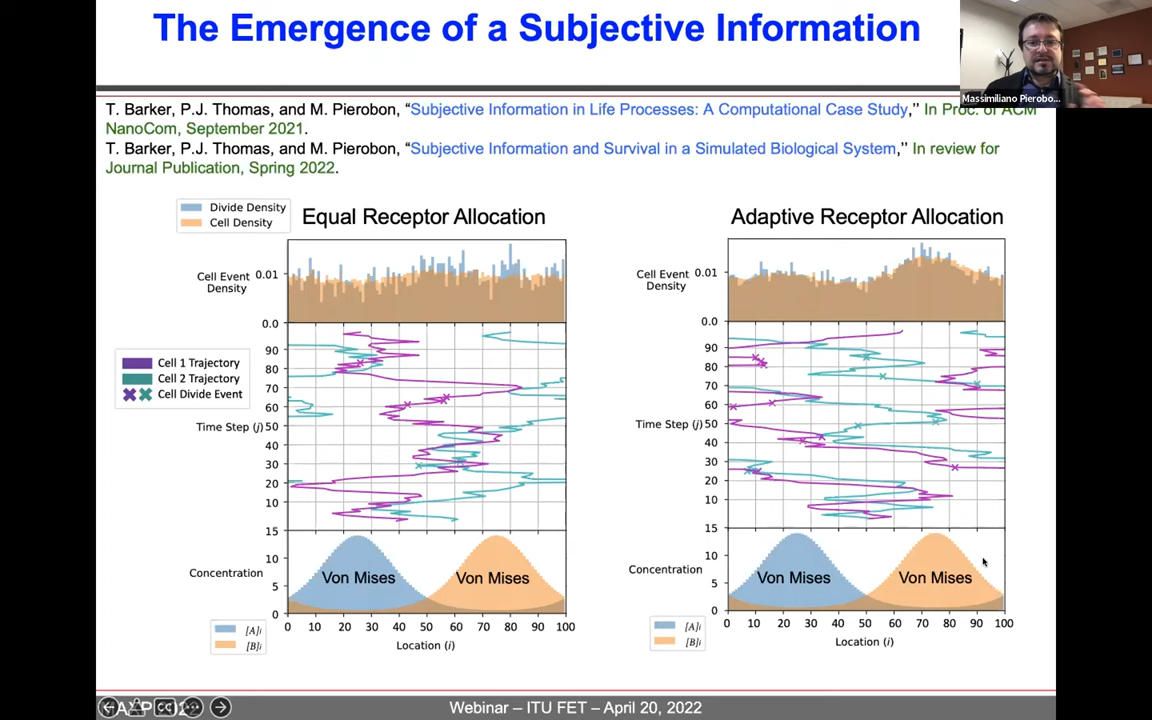 The Emergence of a Subjective Information
Massimiliano Pierobo...
T. Barker, P.J. Thomas, and M. Pierobon, “Subjective Information in Life Processes: A Computational Case Study,” In Proc. of ACM
NanoCom, September 2021.
T. Barker, P.J. Thomas, and M. Pierobon, “Subjective Information and Survival in a Simulated Biological System,” In review for
Journal Publication, Spring 2022.
Divide Density
Cell Density
Equal Receptor Allocation
Cell Event
Density
0.01
0.0
Cell 1 Trajectory
Cell 2 Trajectory
Cell Divide Event
Time Step (j)
90
80
70
60
50
40
30
20
10
Concentration
15
10
5
0
Von Mises
Von Mises
[A]i
[B]i
0 10 20 30 40 50 60 70 80 90 100
Location (i)
Adaptive Receptor Allocation
Cell Event
Density
0.01
0.0
Time Step (j)
90
80
70
60
50
40
30
20
10
Concentration
15
10
5
0
Von Mises
Von Mises
[A]i
[B]i
0 10 20 30 40 50 60 70 80 90 100
Location (i)
Webinar – ITU FET – April 20, 2022